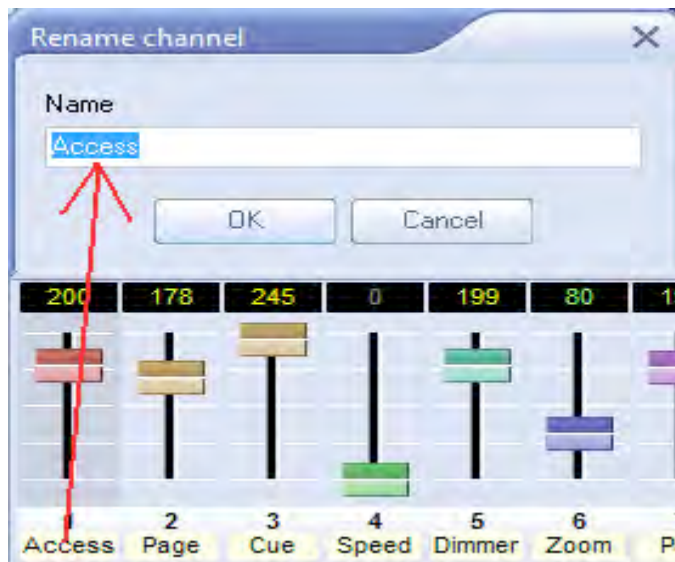 Rename channel
Name
Access
OK Cancel
200 178 245 0 199 80
1 2 3 4 5 6
Access Page Cue Speed Dimmer Zoom